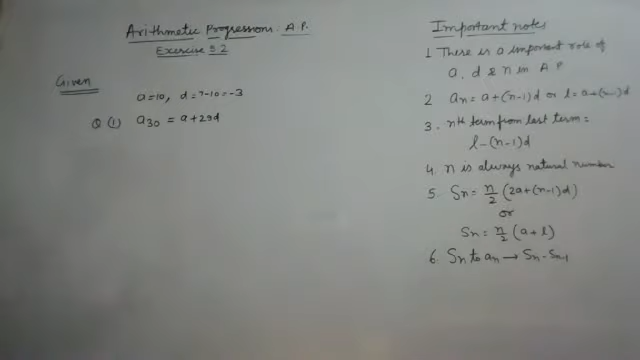 Arithmetic Progressions: A.P.
Exercise 5.2
Given
a=10, d=7-10=-3
Q (1) a30 = a+29d
Important notes
1 There is a important role of
a, d & n in A P
2 an = a+(n-1)d or l=a+(n-1)d
3. nth term from last term =
l-(n-1)d
4. n is always natural number
5. Sn = n/2 (2a+(n-1)d)
or
Sn = n/2 (a+l)
6. Sn to an → Sn-Sn-1